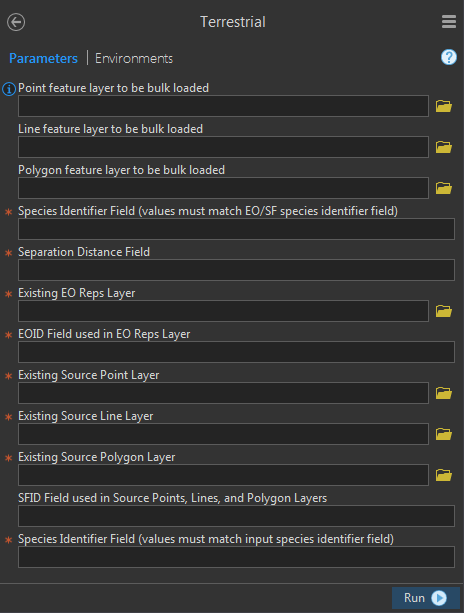 Terrestrial
Parameters | Environments
?
i Point feature layer to be bulk loaded
Line feature layer to be bulk loaded
Polygon feature layer to be bulk loaded
* Species Identifier Field (values must match EO/SF species identifier field)
* Separation Distance Field
* Existing EO Reps Layer
* EOID Field used in EO Reps Layer
* Existing Source Point Layer
* Existing Source Line Layer
* Existing Source Polygon Layer
SFID Field used in Source Points, Lines, and Polygon Layers
* Species Identifier Field (values must match input species identifier field)
Run